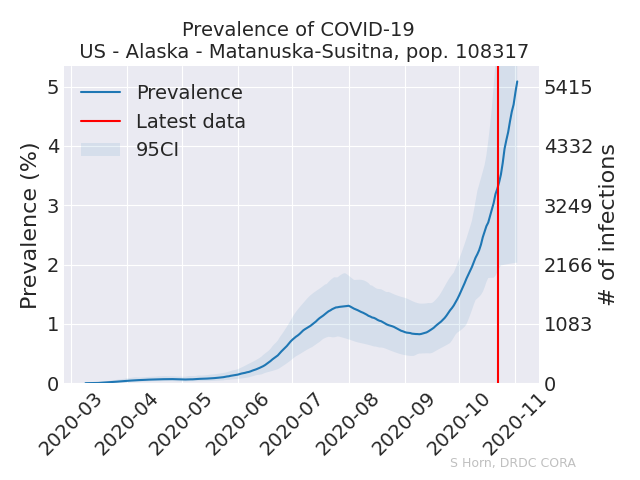 Prevalence of COVID-19
US - Alaska - Matanuska-Susitna, pop. 108317
Prevalence
Latest data
95CI
Prevalence (%)
5
4
3
2
1
0
5415
4332
3249
2166
1083
0
# of infections
2020-03
2020-04
2020-05
2020-06
2020-07
2020-08
2020-09
2020-10
2020-11
S Horn, DRDC CORA